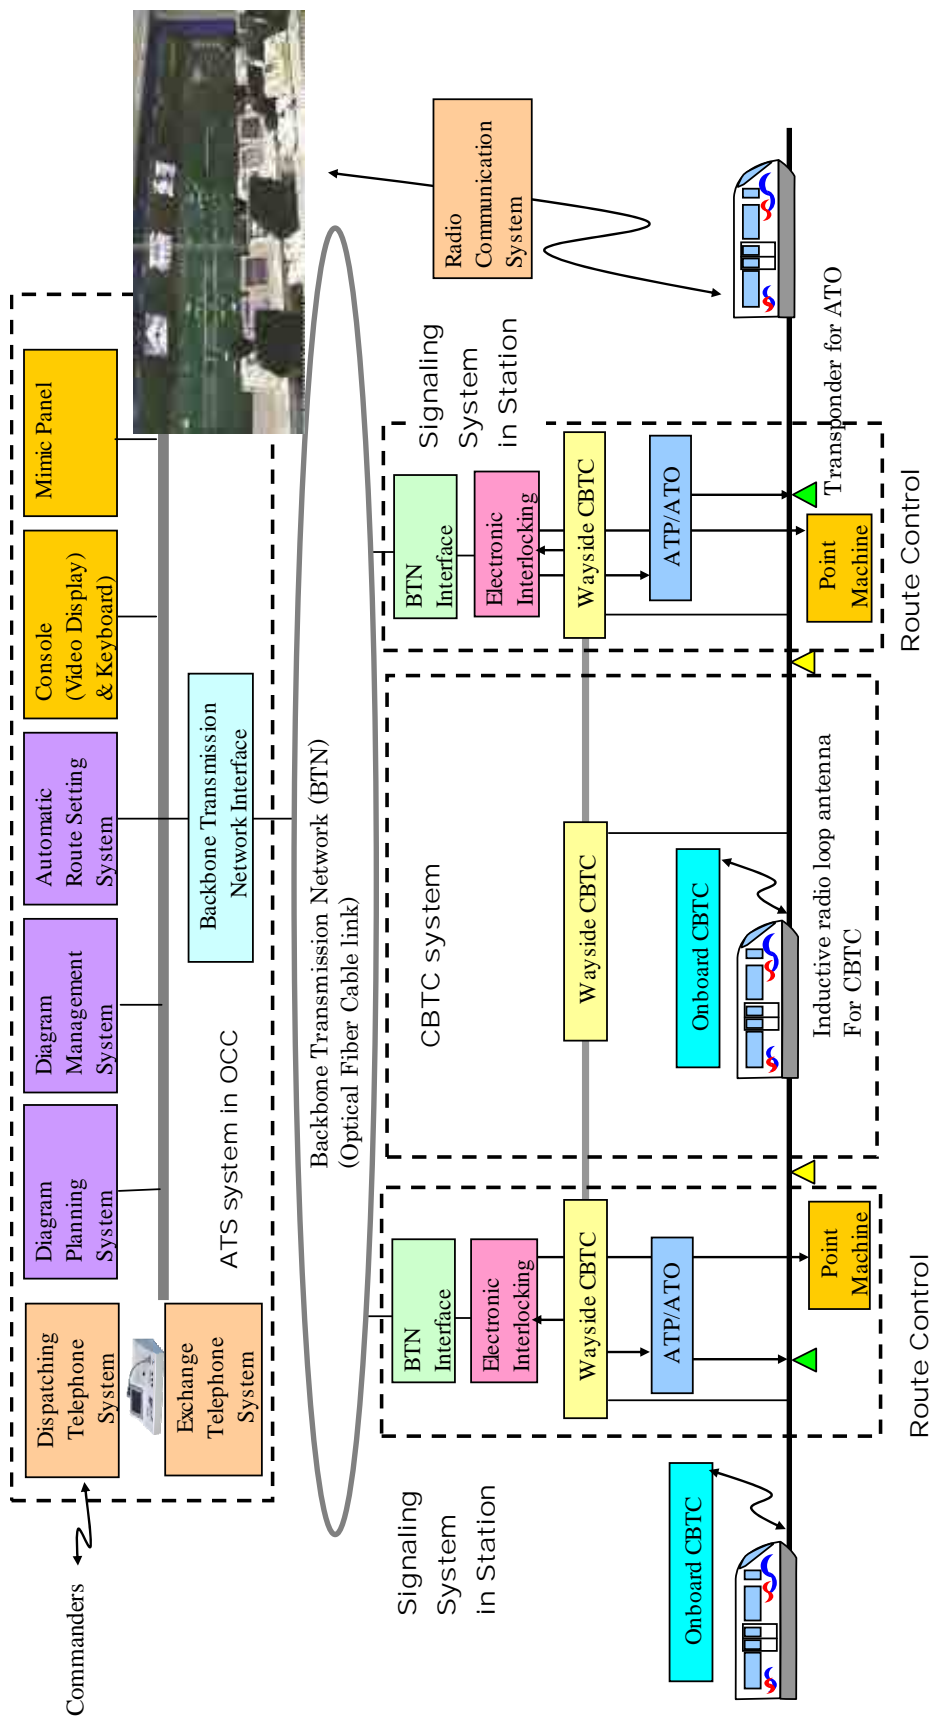 Commanders
Dispatching
Telephone
System
Exchange
Telephone
System
Diagram
Planning
System
Diagram
Management
System
Automatic
Route Setting
System
Console
(Video Display)
& Keyboard)
Mimic Panel
ATS system in OCC
Backbone Transmission
Network Interface
Backbone Transmission Network (BTN)
(Optical Fiber Cable link)
Radio
Communication
System
Signaling
System
in Station
BTN
Interface
Electronic
Interlocking
Wayside CBTC
ATP/ATO
Point
Machine
Route Control
Onboard CBTC
CBTC system
Wayside CBTC
Onboard CBTC
Inductive radio loop antenna
For CBTC
Signaling
System
in Station
BTN
Interface
Electronic
Interlocking
Wayside CBTC
ATP/ATO
Point
Machine
Transponder for ATO
Route Control